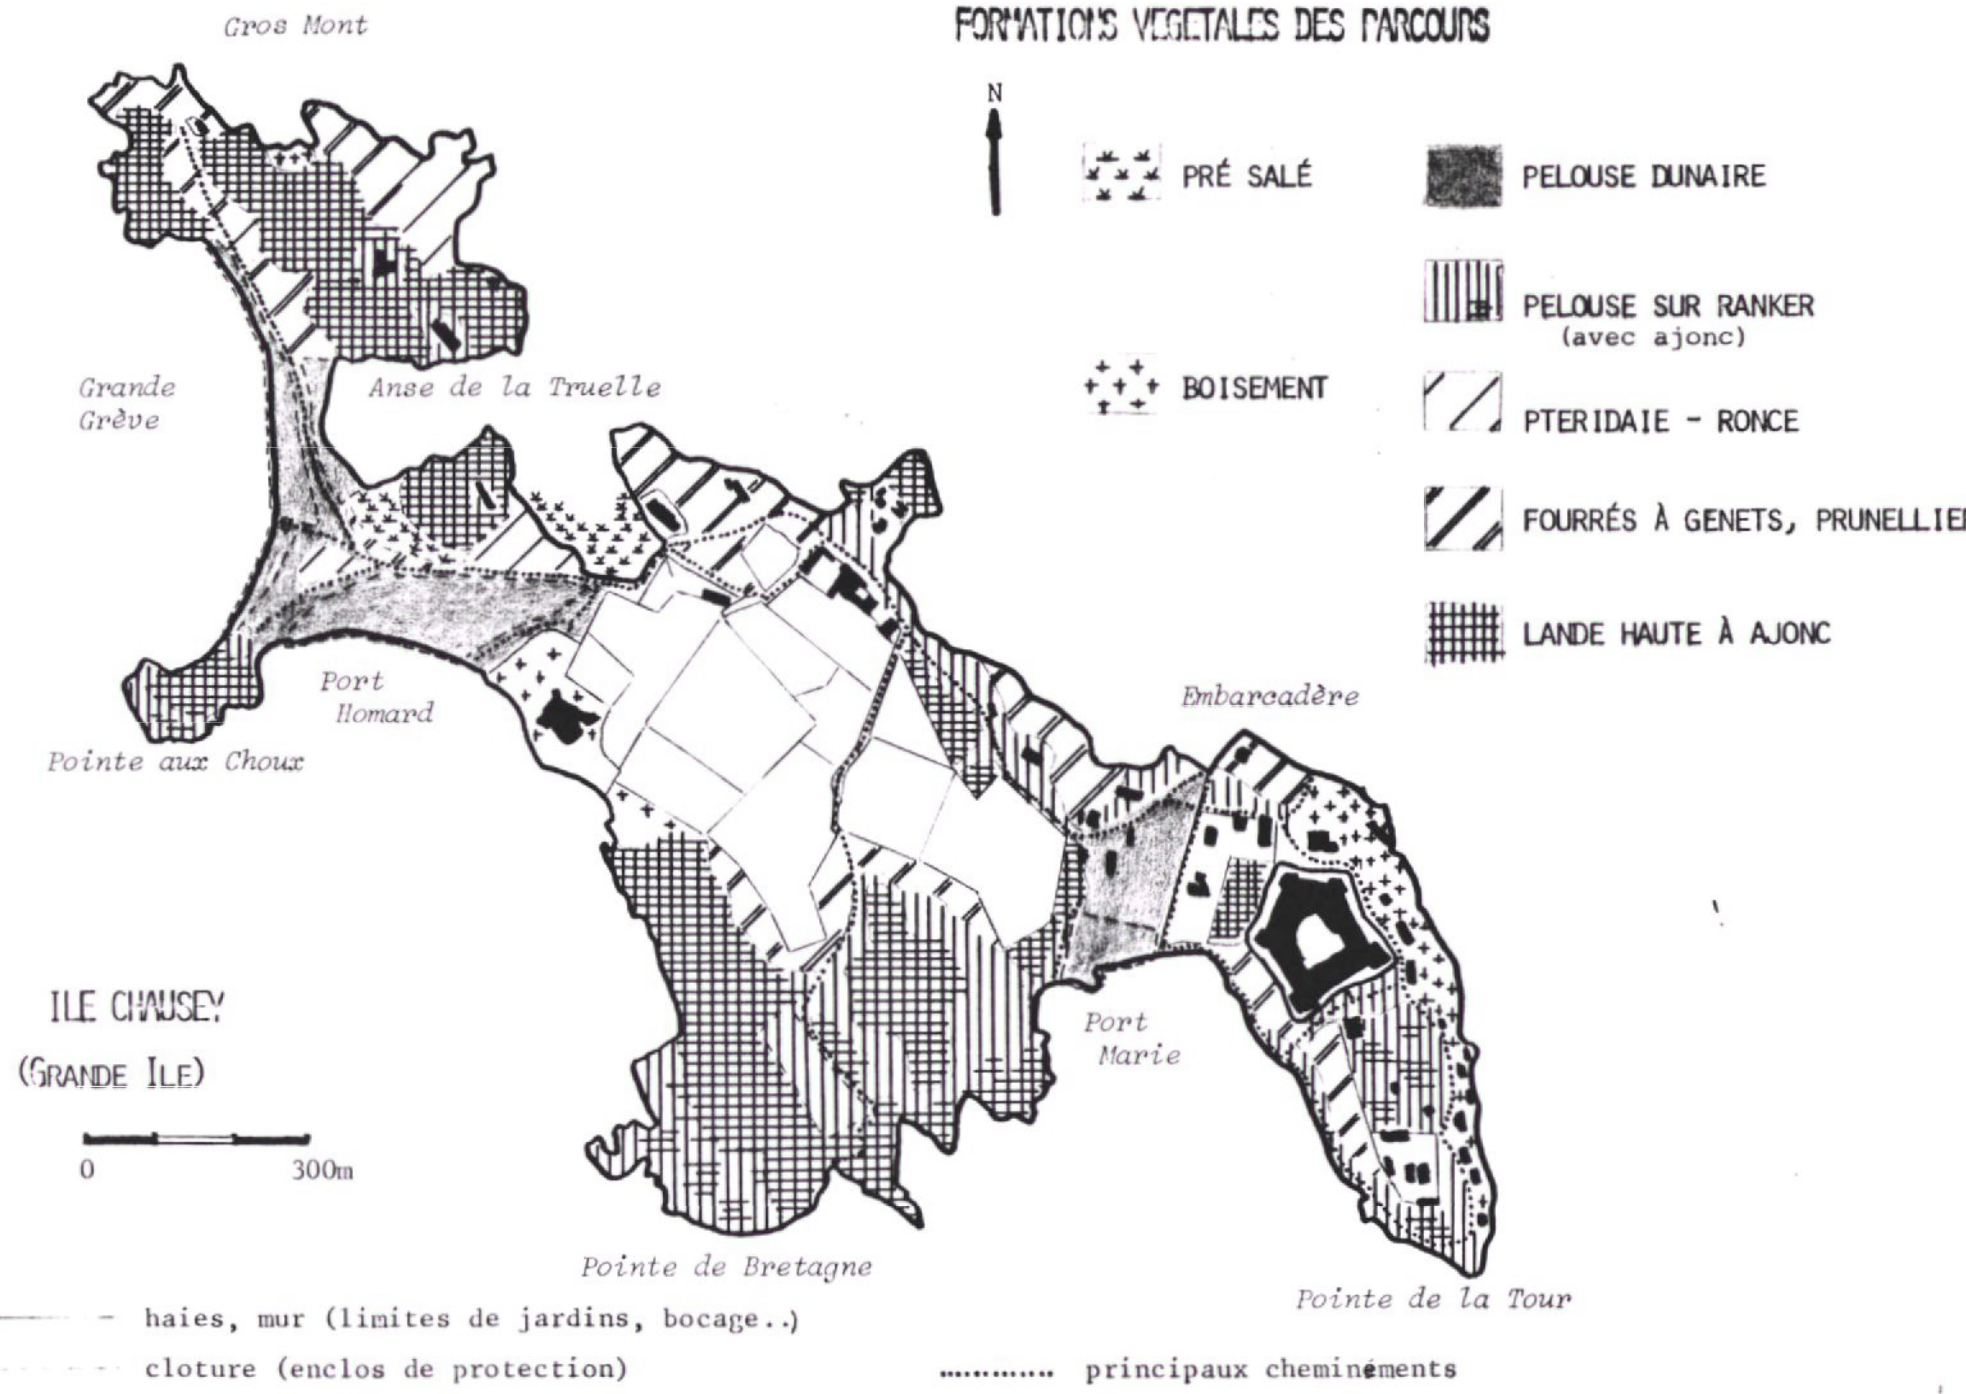 Gros Mont
FORMATIONS VEGETALES DES PARCOURS
N
PRÉ SALÉ
PELOUSE DUNAIRE
PELOUSE SUR RANKER
(avec ajonc)
BOISEMENT
PTERIDAIE - RONCE
FOURRÉS À GENETS, PRUNELLIER
LANDE HAUTE À AJONC
Grande
Grève
Anse de la Truelle
Port
Homard
Pointe aux Choux
Embarcadère
ILE CHAUSEY
(GRANDE ILE)
0 300m
Port
Marie
Pointe de Bretagne
Pointe de la Tour
haies, mur (limites de jardins, bocage..)
cloture (enclos de protection)
principaux cheminéments